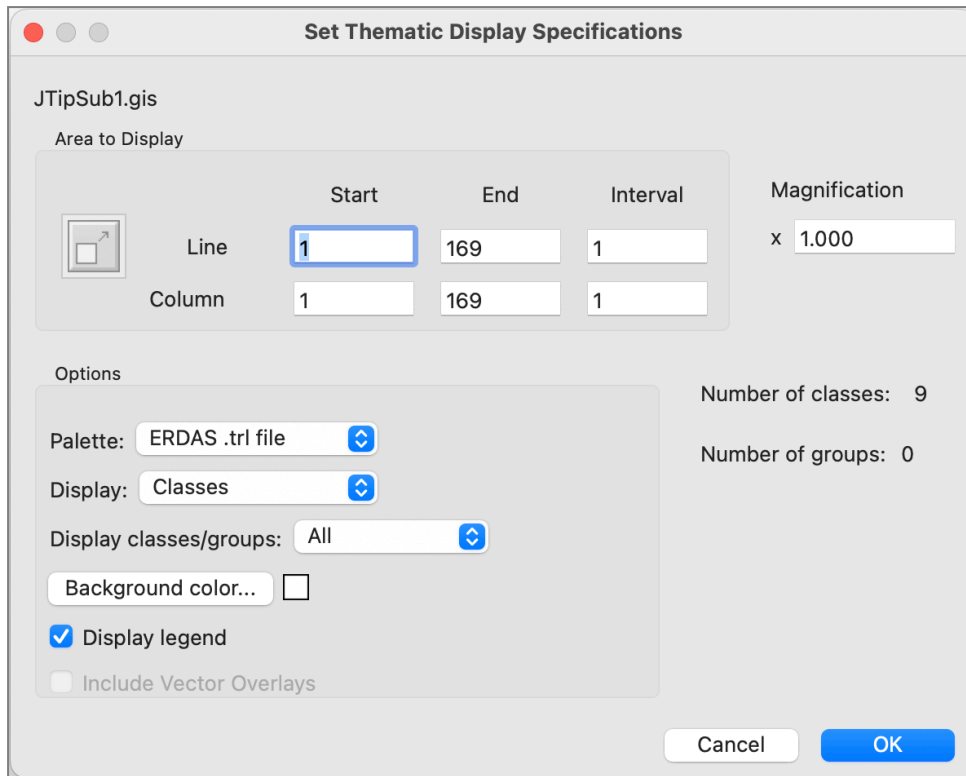 Set Thematic Display Specifications
JTipSub1.gis
Area to Display
Start End Interval
Magnification
Line 1 169 1
x 1.000
Column 1 169 1
Options
Number of classes: 9
Palette: ERDAS .trl file
Number of groups: 0
Display: Classes
Display classes/groups: All
Background color...
Display legend
Include Vector Overlays
Cancel OK